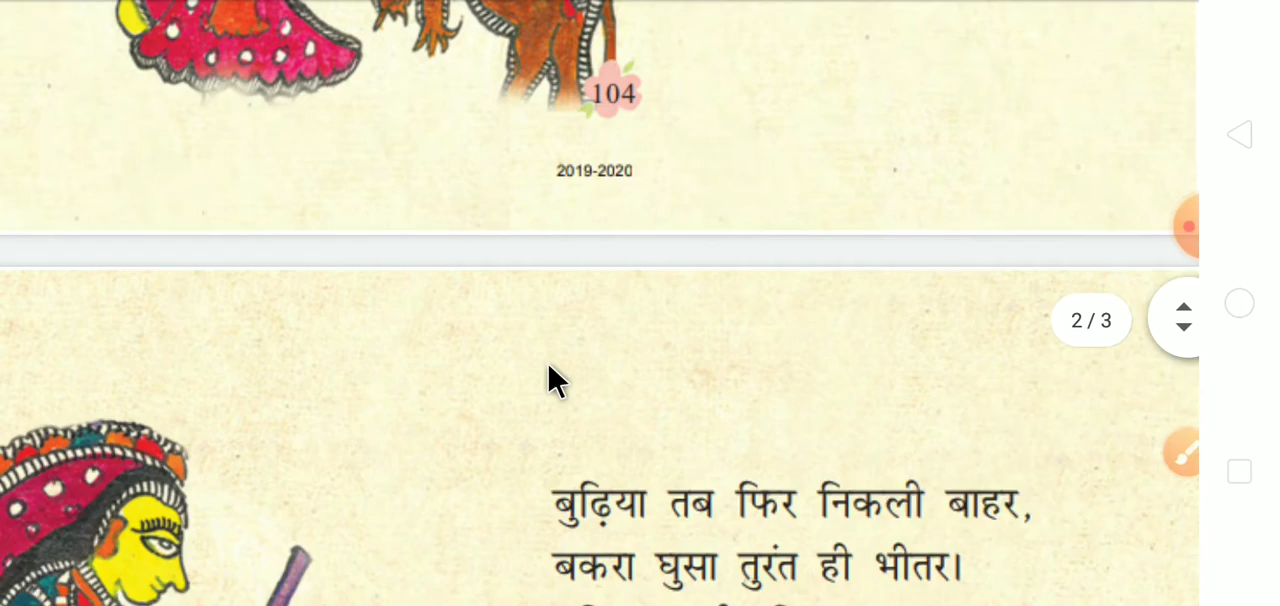 104
2019-2020
2 / 3
बुढ़िया तब फिर निकली बाहर,
बकरा घुसा तुरंत ही भीतर।